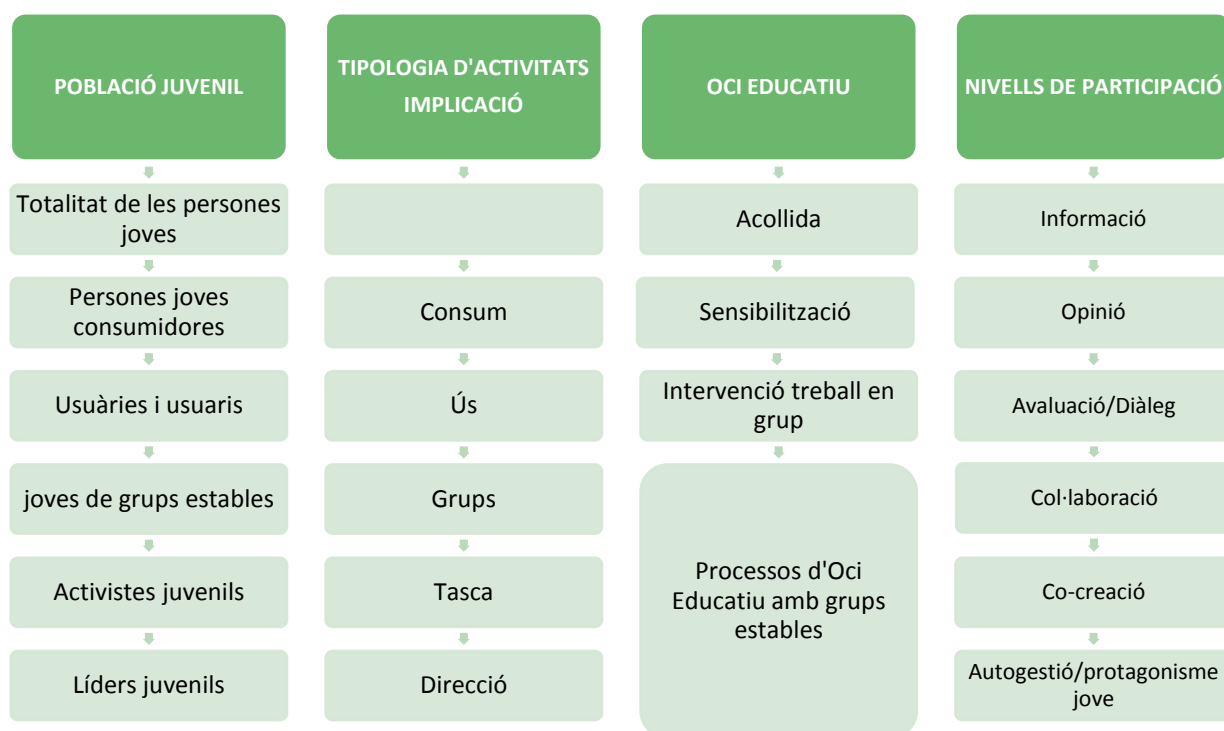 POBLACIÓ JUVENIL
Totalitat de les persones
joves
Persones joves
consumidores
Usuàries i usuaris
joves de grups estables
Activistes juvenils
Líders juvenils
TIPOLOGIA D'ACTIVITATS
IMPLICACIÓ
Consum
Ús
Grups
Tasca
Direcció
OCI EDUCATIU
Acollida
Sensibilització
Intervenció treball en
grup
Processos d'Oci
Educatiu amb grups
estables
NIVELLS DE PARTICIPACIÓ
Informació
Opinió
Avaluació/Diàleg
Col·laboració
Co-creació
Autogestió/protagonisme
jove